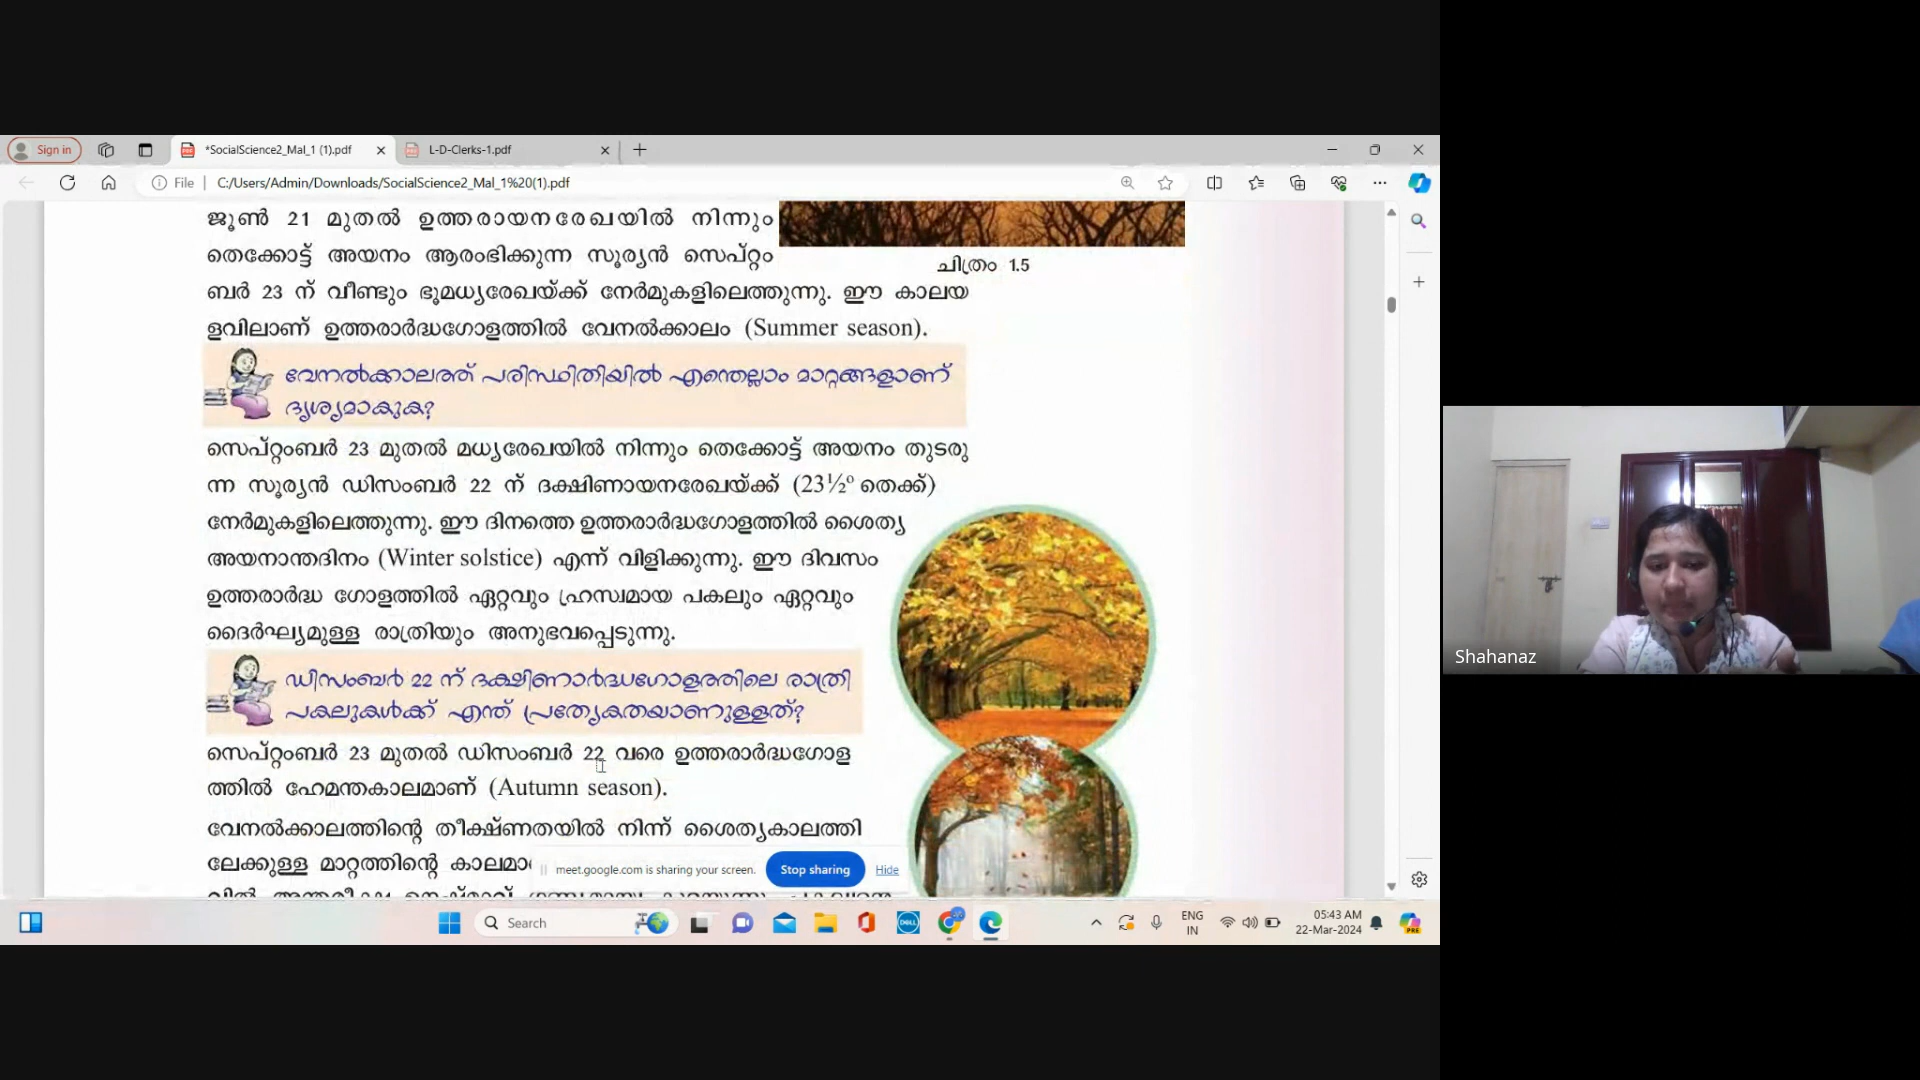 Sign in
*SocialScience2_Mal_1 (1).pdf
L-D-Clerks-1.pdf
File
C:/Users/Admin/Downloads/SocialScience2_Mal_1%20(1).pdf
ജൂൺ 21 മുതൽ ഉത്തരായനരേഖയിൽ നിന്നും
തെക്കോട്ട് അയനം ആരംഭിക്കുന്ന സൂര്യൻ സെപ്റ്റം
ചിത്രം 1.5
ബർ 23 ന് വീണ്ടും ഭൂമധ്യരേഖയ്ക്ക് നേർമുകളിലെത്തുന്നു. ഈ കാലയ
ളവിലാണ് ഉത്തരാർദ്ധഗോളത്തിൽ വേനൽക്കാലം (Summer season).
വേനൽക്കാലത്ത് പരിസ്ഥിതിയിൽ എന്തെല്ലാം മാറ്റങ്ങളാണ്
ദൃശ്യമാകുക?
സെപ്റ്റംബർ 23 മുതൽ മധ്യരേഖയിൽ നിന്നും തെക്കോട്ട് അയനം തുടരു
ന്ന സൂര്യൻ ഡിസംബർ 22 ന് ദക്ഷിണായനരേഖയ്ക്ക് (23½° തെക്ക്)
നേർമുകളിലെത്തുന്നു. ഈ ദിനത്തെ ഉത്തരാർദ്ധഗോളത്തിൽ ശൈത്യ
അയനാന്തദിനം (Winter solstice) എന്ന് വിളിക്കുന്നു. ഈ ദിവസം
ഉത്തരാർദ്ധ ഗോളത്തിൽ ഏറ്റവും ഹ്രസ്വമായ പകലും ഏറ്റവും
ദൈർഘ്യമുള്ള രാത്രിയും അനുഭവപ്പെടുന്നു.
ഡിസംബർ 22 ന് ദക്ഷിണാർദ്ധഗോളത്തിലെ രാത്രി
പകലുകൾക്ക് എന്ത് പ്രത്യേകതയാണുള്ളത്?
സെപ്റ്റംബർ 23 മുതൽ ഡിസംബർ 22 വരെ ഉത്തരാർദ്ധഗോള
ത്തിൽ ഹേമന്തകാലമാണ് (Autumn season).
വേനൽക്കാലത്തിന്റെ തീക്ഷ്ണതയിൽ നിന്ന് ശൈത്യകാലത്തി
ലേക്കുള്ള മാറ്റത്തിന്റെ
meet.google.com is sharing your screen.
Stop sharing
Hide
Shahanaz
Search
ENG
IN
05:43 AM
22-Mar-2024